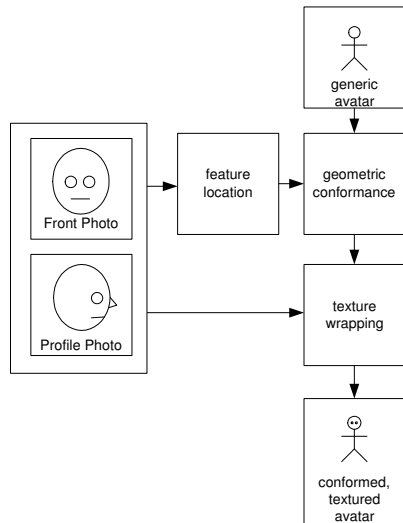 generic
avatar
feature
location
geometric
conformance
Front Photo
Profile Photo
texture
wrapping
conformed,
textured
avatar